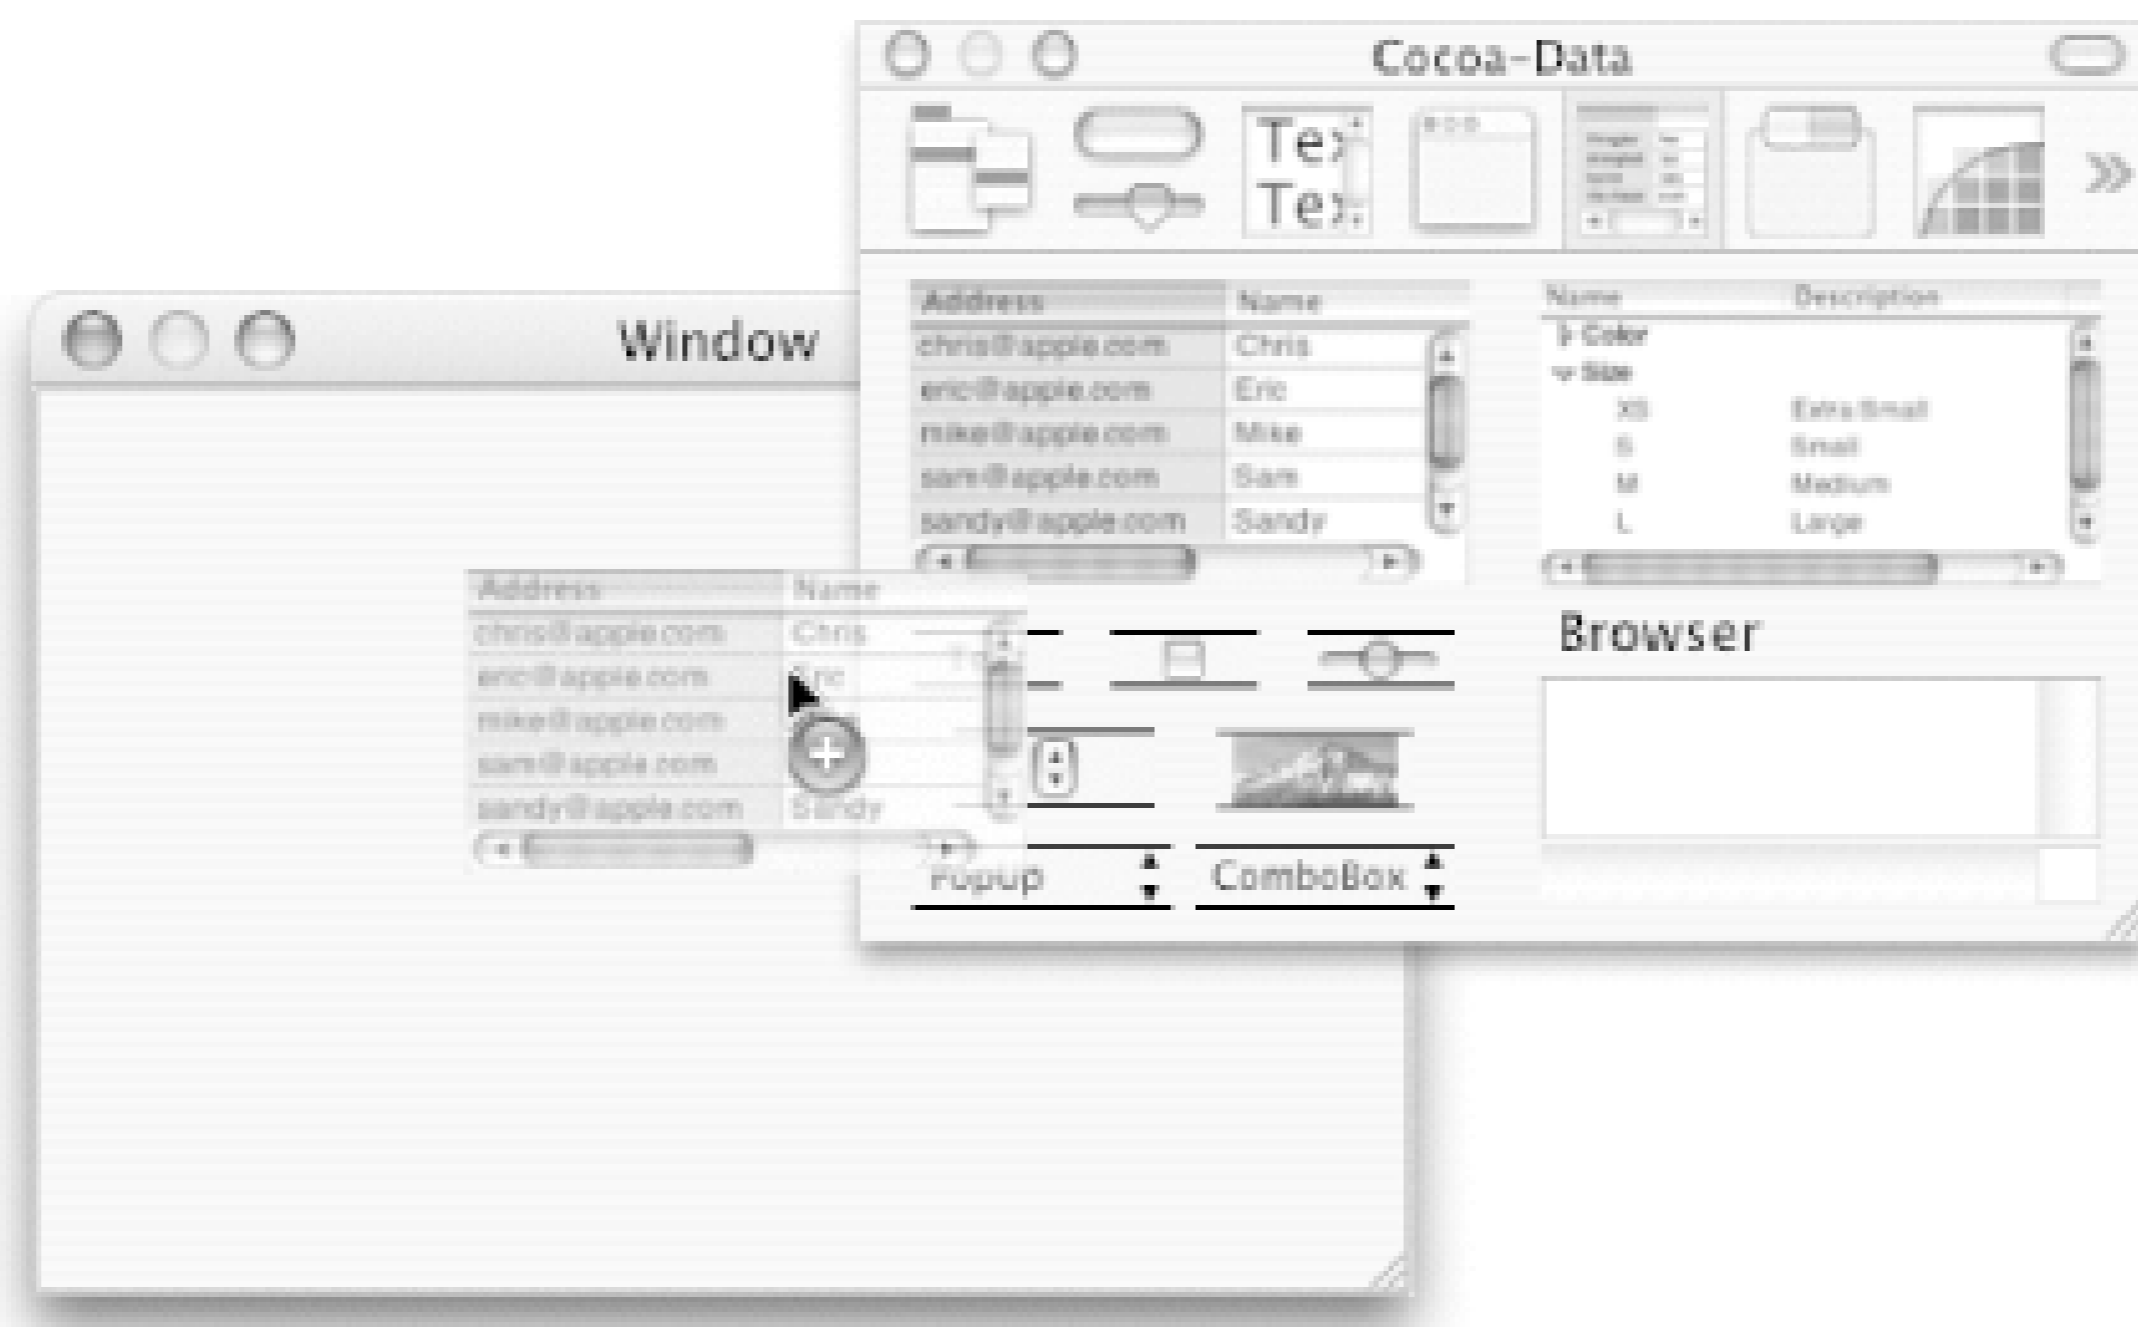 Cocoa-Data
Tex
Tex
Window
Address Name
chris@apple.com Chris
eric@apple.com Eric
mike@apple.com Mike
sam@apple.com Sam
sandy@apple.com Sandy
Name Description
Color
Size
XS Extra Small
S Small
M Medium
L Large
Address Name
chris@apple.com Chris
eric@apple.com Eric
mike@apple.com
sam@apple.com
sandy@apple.com Sandy
Browser
Popup ComboBox